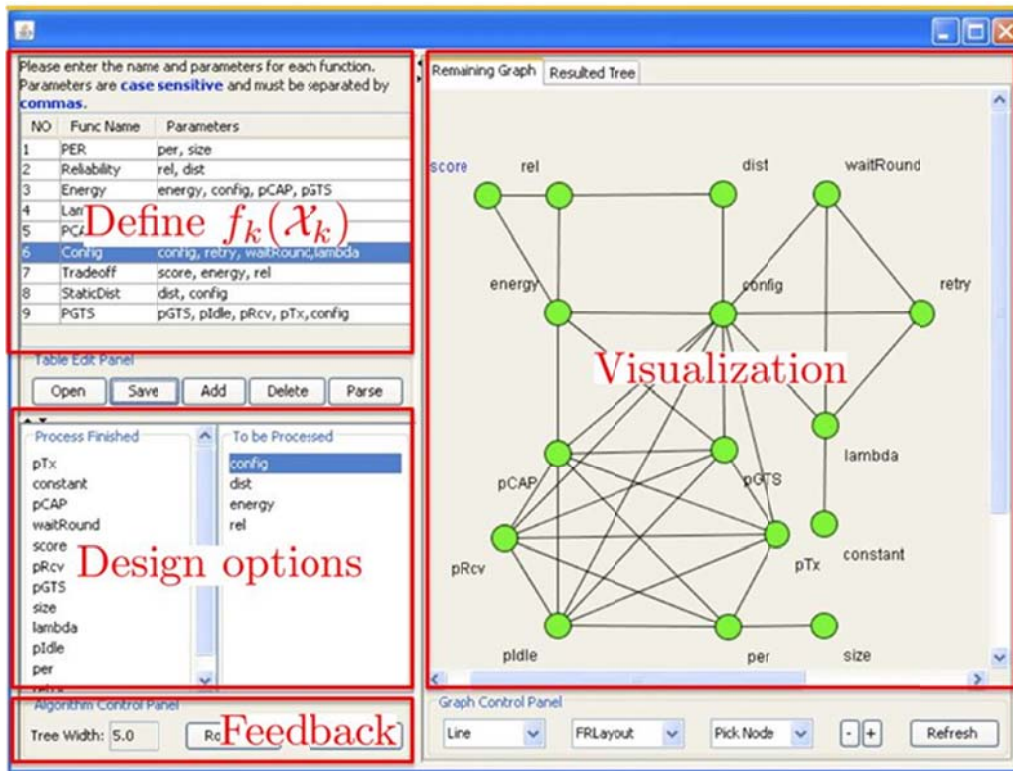 Please enter the name and parameters for each function.
Parameters are case sensitive and must be separated by
commas.
NO Func Name Parameters
1 PER per, size
2 Reliability rel, dist
3 Energy energy, config, pCAP, pGTS
4
5
Define f_k(𝒳_k)
6 Config config, retry, waitRound,lambda
7 Tradeoff score, energy, rel
8 StaticDist dist, config
9 PGTS pGTS, pIdle, pRcv, pTx,config
Table Edit Panel
Open Save Add Delete Parse
Process Finished
pTx
constant
pCAP
waitRound
score
pRcv
pGTS
size
lambda
pIdle
per
To be Processed
config
dist
energy
rel
Design options
Algorithm Control Panel
Tree Width: 5.0
Feedback
Remaining Graph Resulted Tree
score rel dist waitRound
energy config retry
Visualization
pCAP pGTS lambda
pRcv pTx constant
pIdle per size
Graph Control Panel
Line FRLayout Pick Node - + Refresh